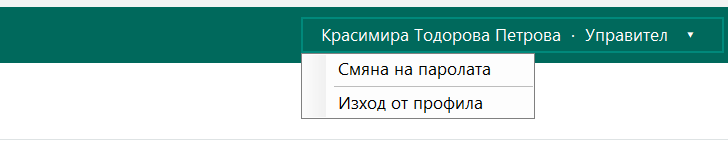 Красимира Тодорова Петрова · Управител ▼
Смяна на паролата
Изход от профила